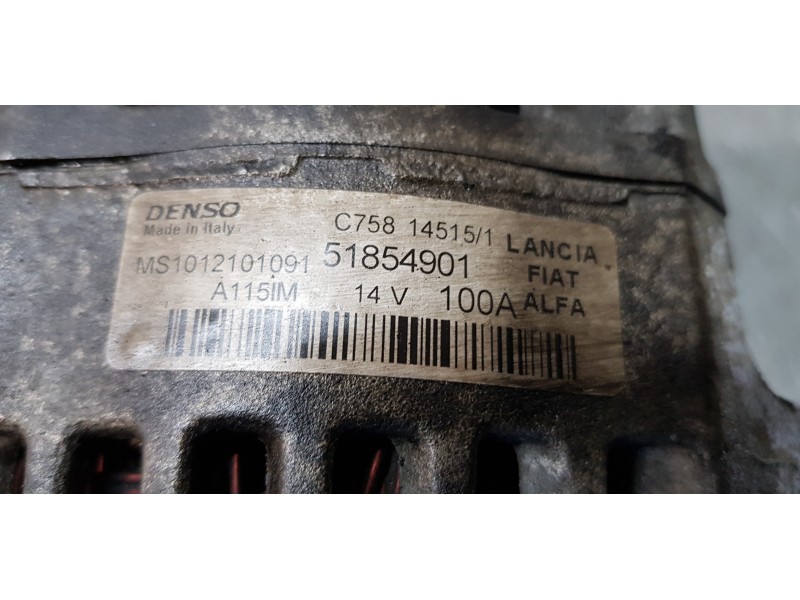 DENSO
Made in Italy
C758 14515/1
MS1012101091 51854901
A115IM 14 V 100A
LANCIA
FIAT
ALFA